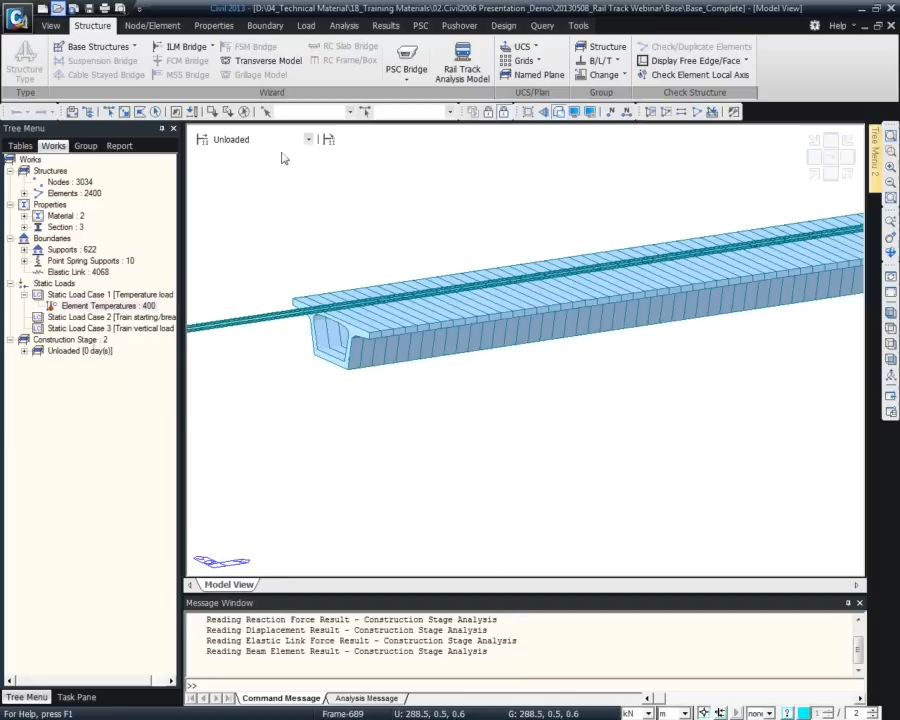 Civil 2013 - [D:\04_Technical Material\18_Training Materials\02.Civil2006 Presentation_Demo\20130508_Rail Track Webinar\Base\Base_Complete] - [Model View]
View Structure Node/Element Properties Boundary Load Analysis Results PSC Pushover Design Query Tools Help
Structure Type
Base Structures ILM Bridge FSM Bridge RC Slab Bridge
Suspension Bridge FCM Bridge Transverse Model RC Frame/Box
Cable Stayed Bridge MSS Bridge Grillage Model
PSC Bridge
Rail Track Analysis Model
UCS
Grids
Named Plane
Structure
B/L/T
Change
Check/Duplicate Elements
Display Free Edge/Face
Check Element Local Axis
Type Wizard UCS/Plan Group Check Structure
Tree Menu
Tables Works Group Report
Works
Structures
Nodes : 3034
Elements : 2400
Properties
Material : 2
Section : 3
Boundaries
Supports : 622
Point Spring Supports : 10
Elastic Link : 4068
Static Loads
Static Load Case 1 [Temperature load
Element Temperatures : 400
Static Load Case 2 [Train starting/brea
Static Load Case 3 [Train vertical load
Construction Stage : 2
Unloaded [0 day(s)]
Unloaded
Tree Menu 2
Model View
Message Window
Reading Reaction Force Result - Construction Stage Analysis
Reading Displacement Result - Construction Stage Analysis
Reading Elastic Link Force Result - Construction Stage Analysis
Reading Beam Element Result - Construction Stage Analysis
>>
Command Message Analysis Message
Tree Menu Task Pane
For Help, press F1 Frame-689 U: 288.5, 0.5, 0.6 G: 288.5, 0.5, 0.6 kN m non 1 / 2